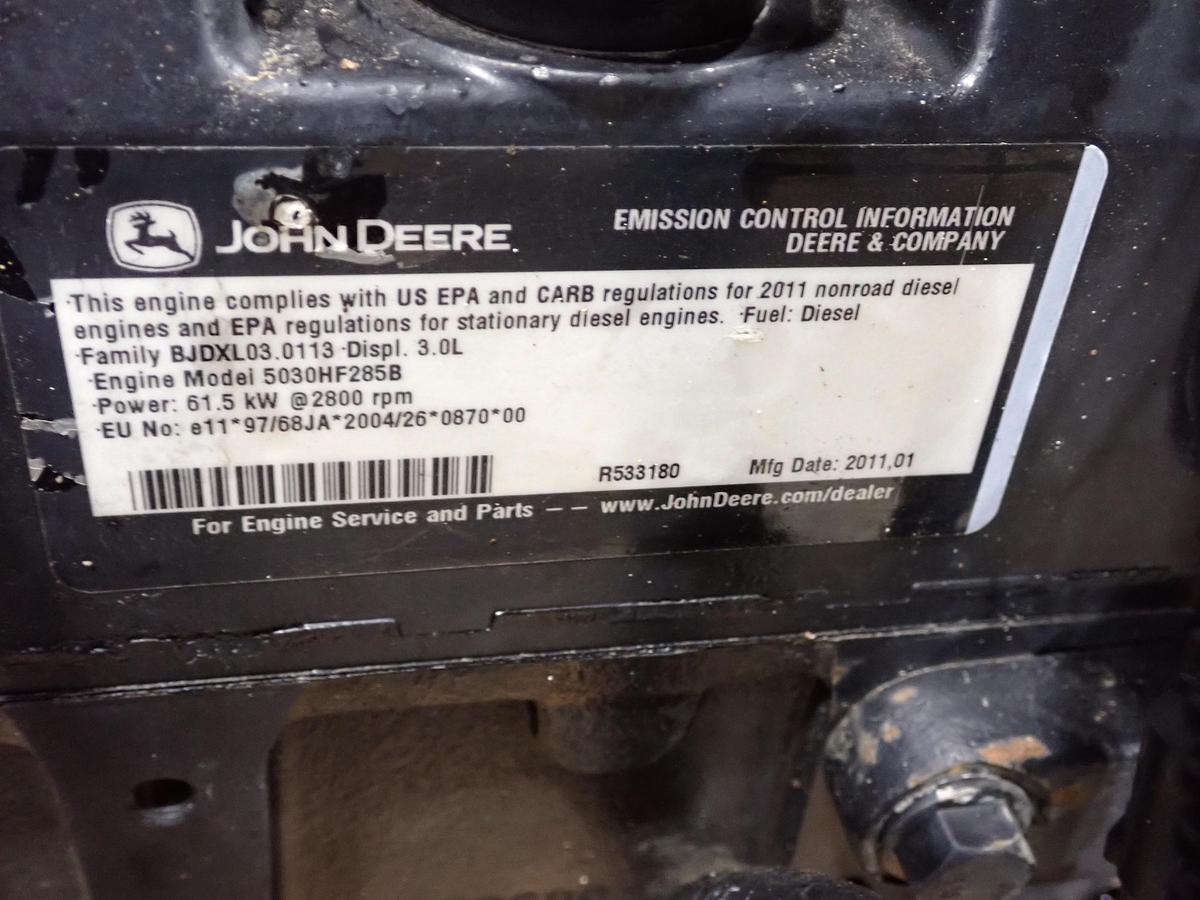 JOHN DEERE.
EMISSION CONTROL INFORMATION
DEERE & COMPANY
·This engine complies with US EPA and CARB regulations for 2011 nonroad diesel
engines and EPA regulations for stationary diesel engines. ·Fuel: Diesel
·Family BJDXL03.0113 ·Displ. 3.0L
·Engine Model 5030HF285B
·Power: 61.5 kW @2800 rpm
·EU No: e11*97/68JA*2004/26*0870*00
R533180 Mfg Date: 2011,01
For Engine Service and Parts -- www.JohnDeere.com/dealer